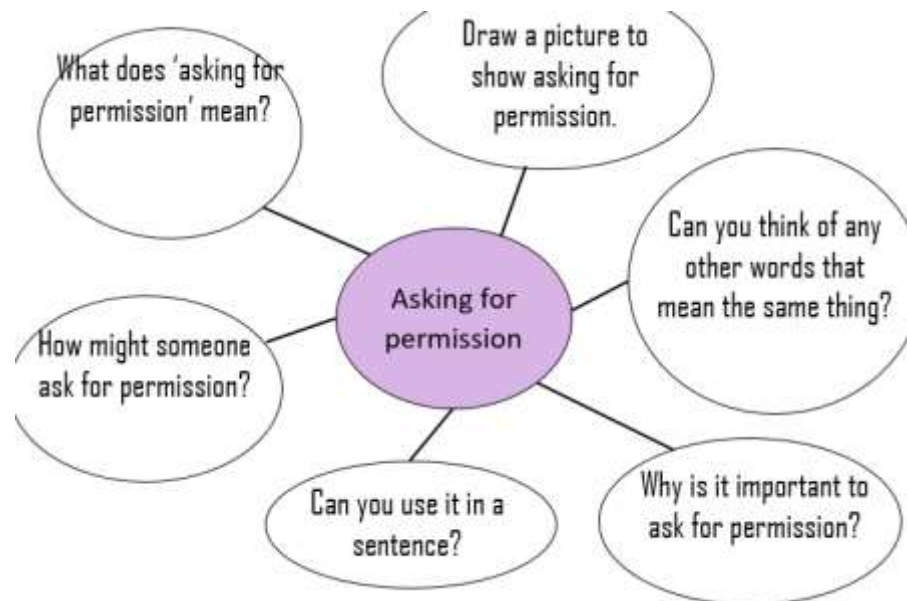 What does 'asking for
permission' mean?
Draw a picture to
show asking for
permission.
Can you think of any
other words that
mean the same thing?
Asking for
permission
How might someone
ask for permission?
Can you use it in a
sentence?
Why is it important to
ask for permission?